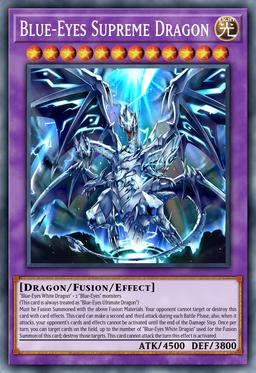 Blue-Eyes Supreme Dragon
LIGHT
光
[Dragon/Fusion/Effect]
"Blue-Eyes White Dragon" + 2 "Blue-Eyes" monsters
(This card is always treated as "Blue-Eyes Ultimate Dragon")
Must be Fusion Summoned with the above Fusion Materials. Your opponent cannot target or destroy this
card with card effects. This card can make a second and third attack during each Battle Phase, also, when it
attacks, your opponent's cards and effects cannot be activated until the end of the Damage Step. Once per
turn, you can target cards on the field, up to the number of "Blue-Eyes White Dragon" used for the Fusion
Summon of this card; destroy those targets. This card cannot attack the turn this effect is activated.
ATK/4500 DEF/3800